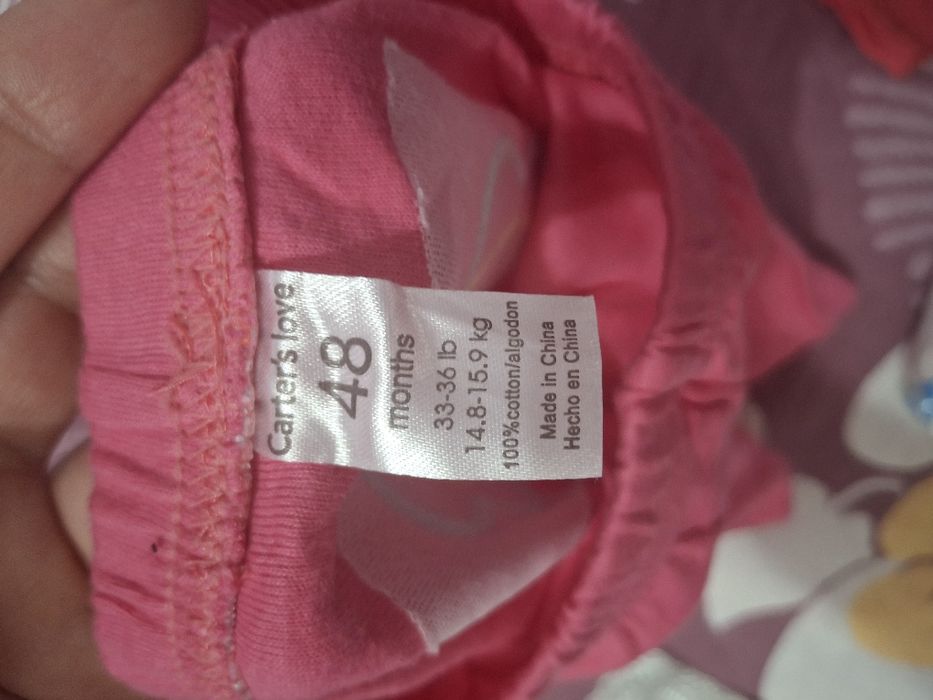 Carter's love
48
months
33-36 lb
14.8-15.9 kg
100%cotton/algodon
Made in China
Hecho en China